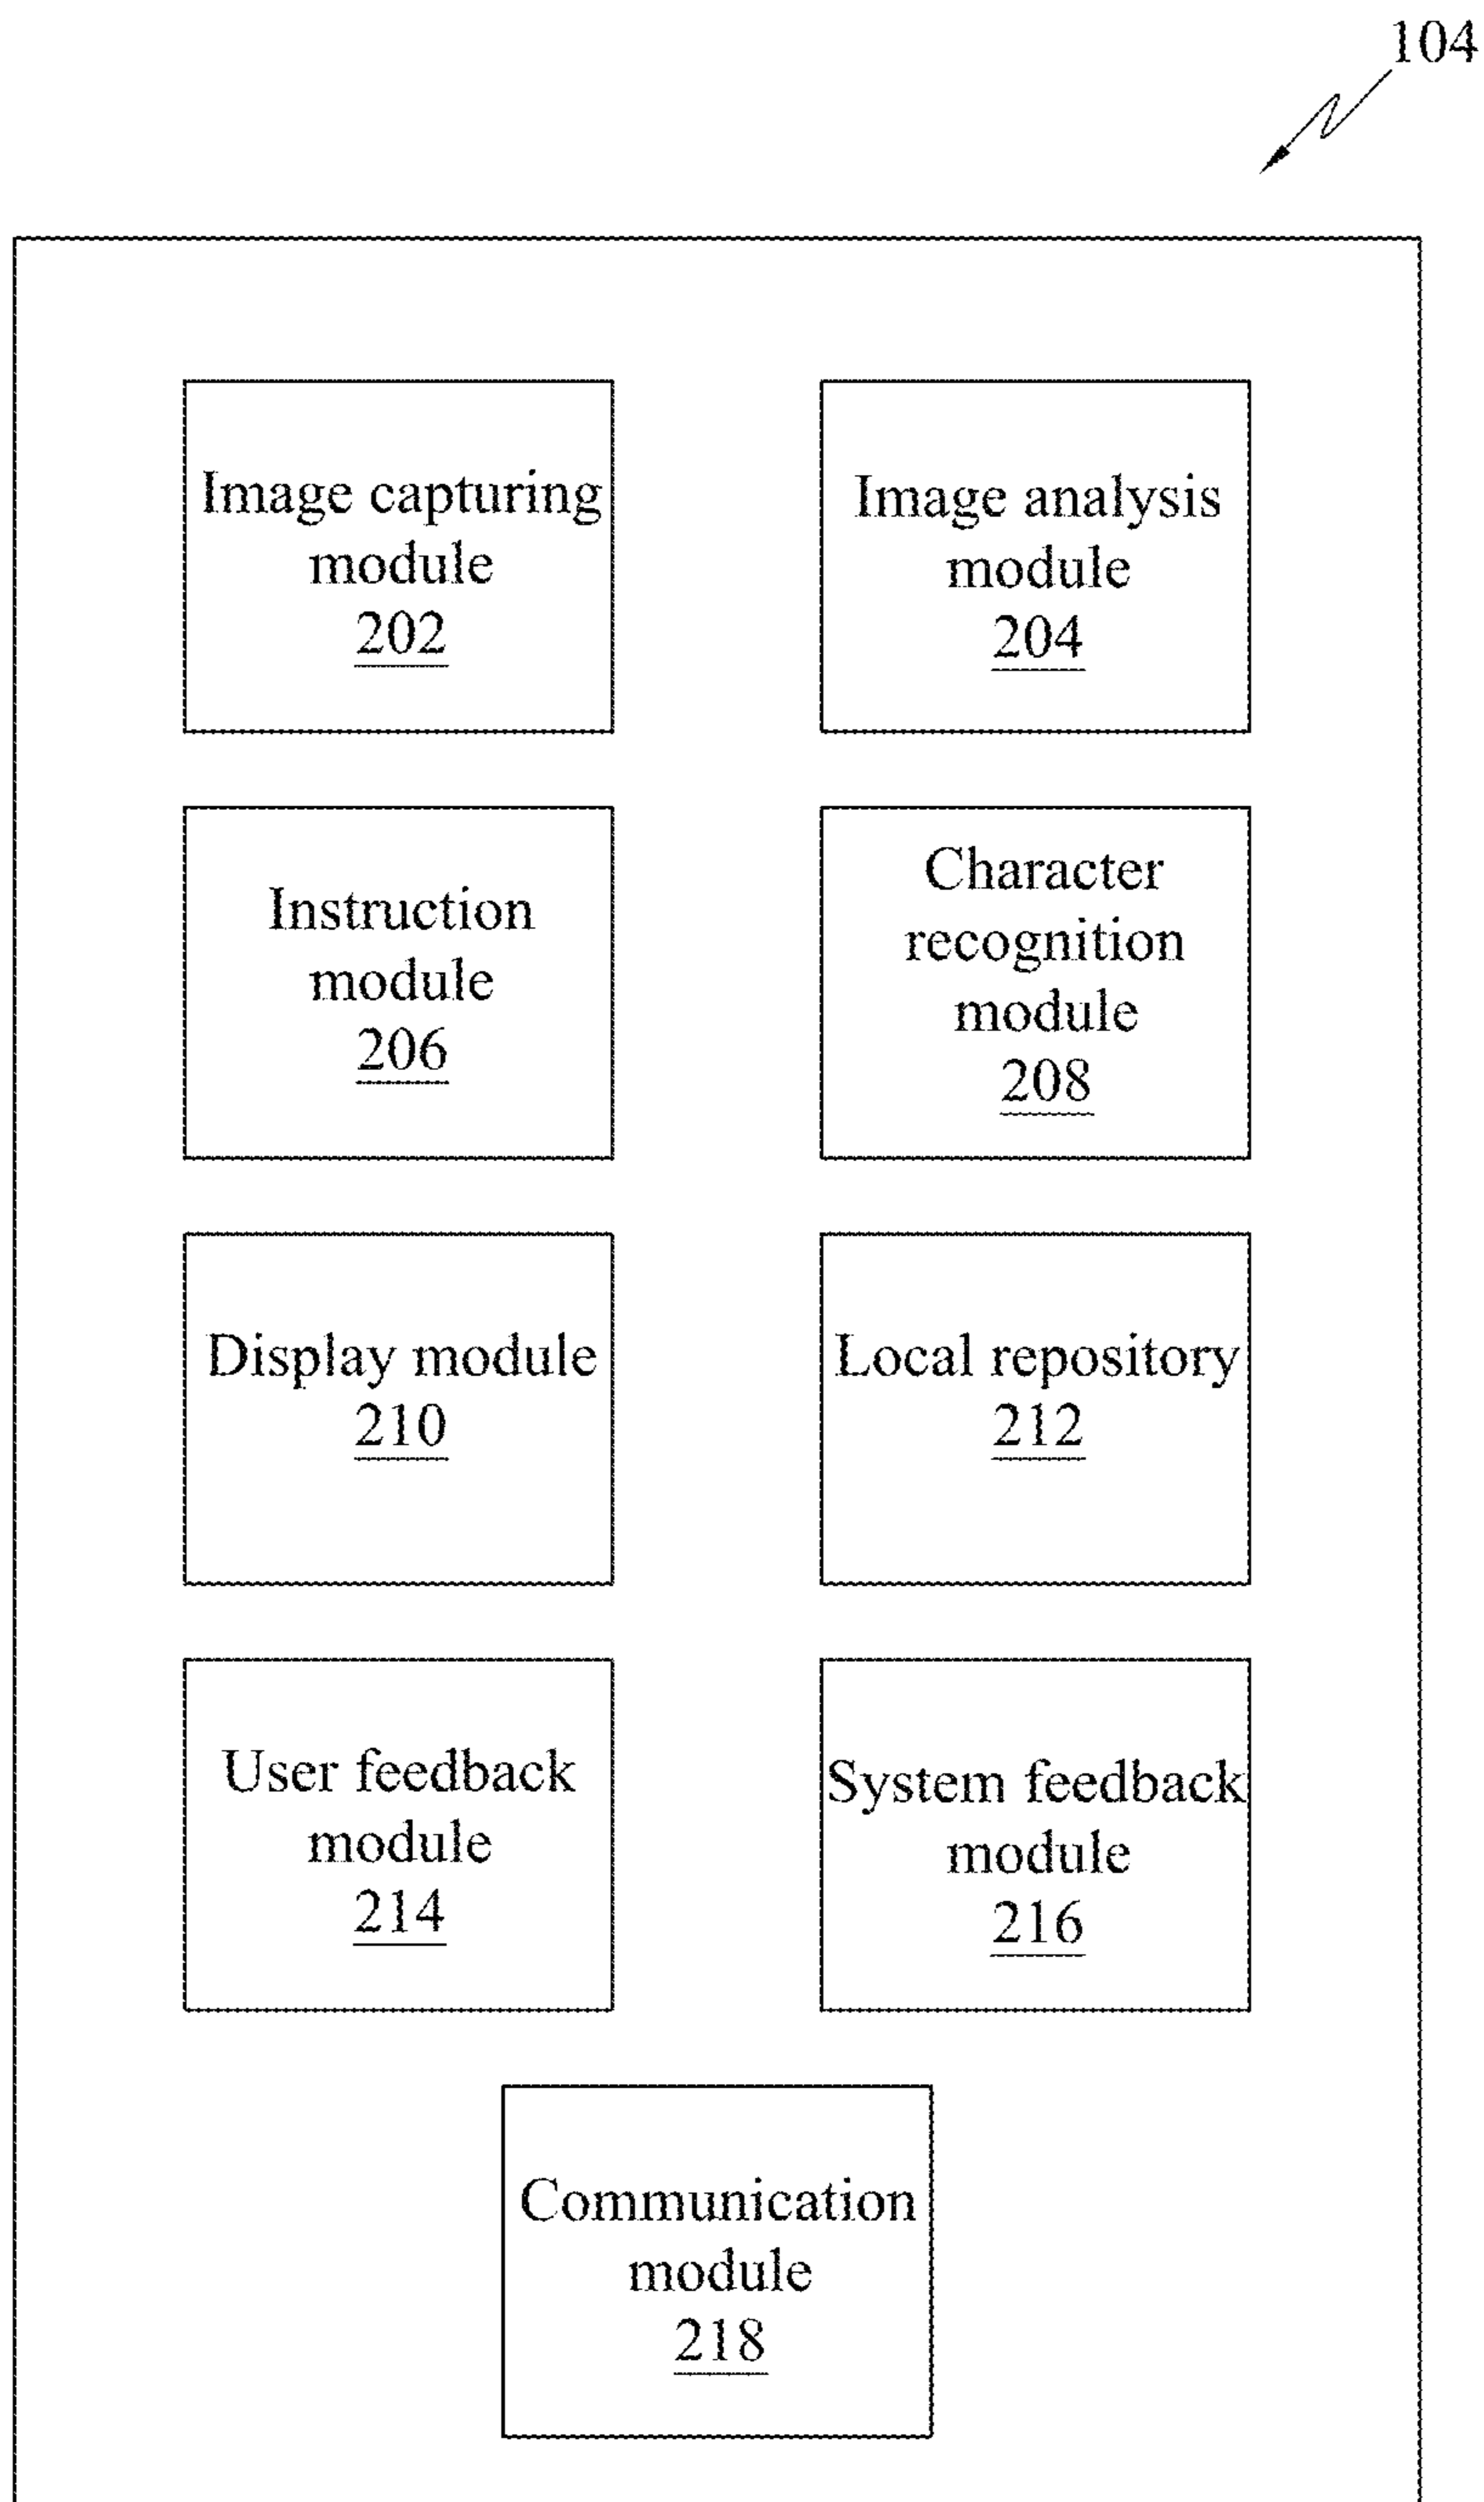 104
Image capturing
module
202
Image analysis
module
204
Instruction
module
206
Character
recognition
module
208
Display module
210
Local repository
212
User feedback
module
214
System feedback
module
216
Communication
module
218